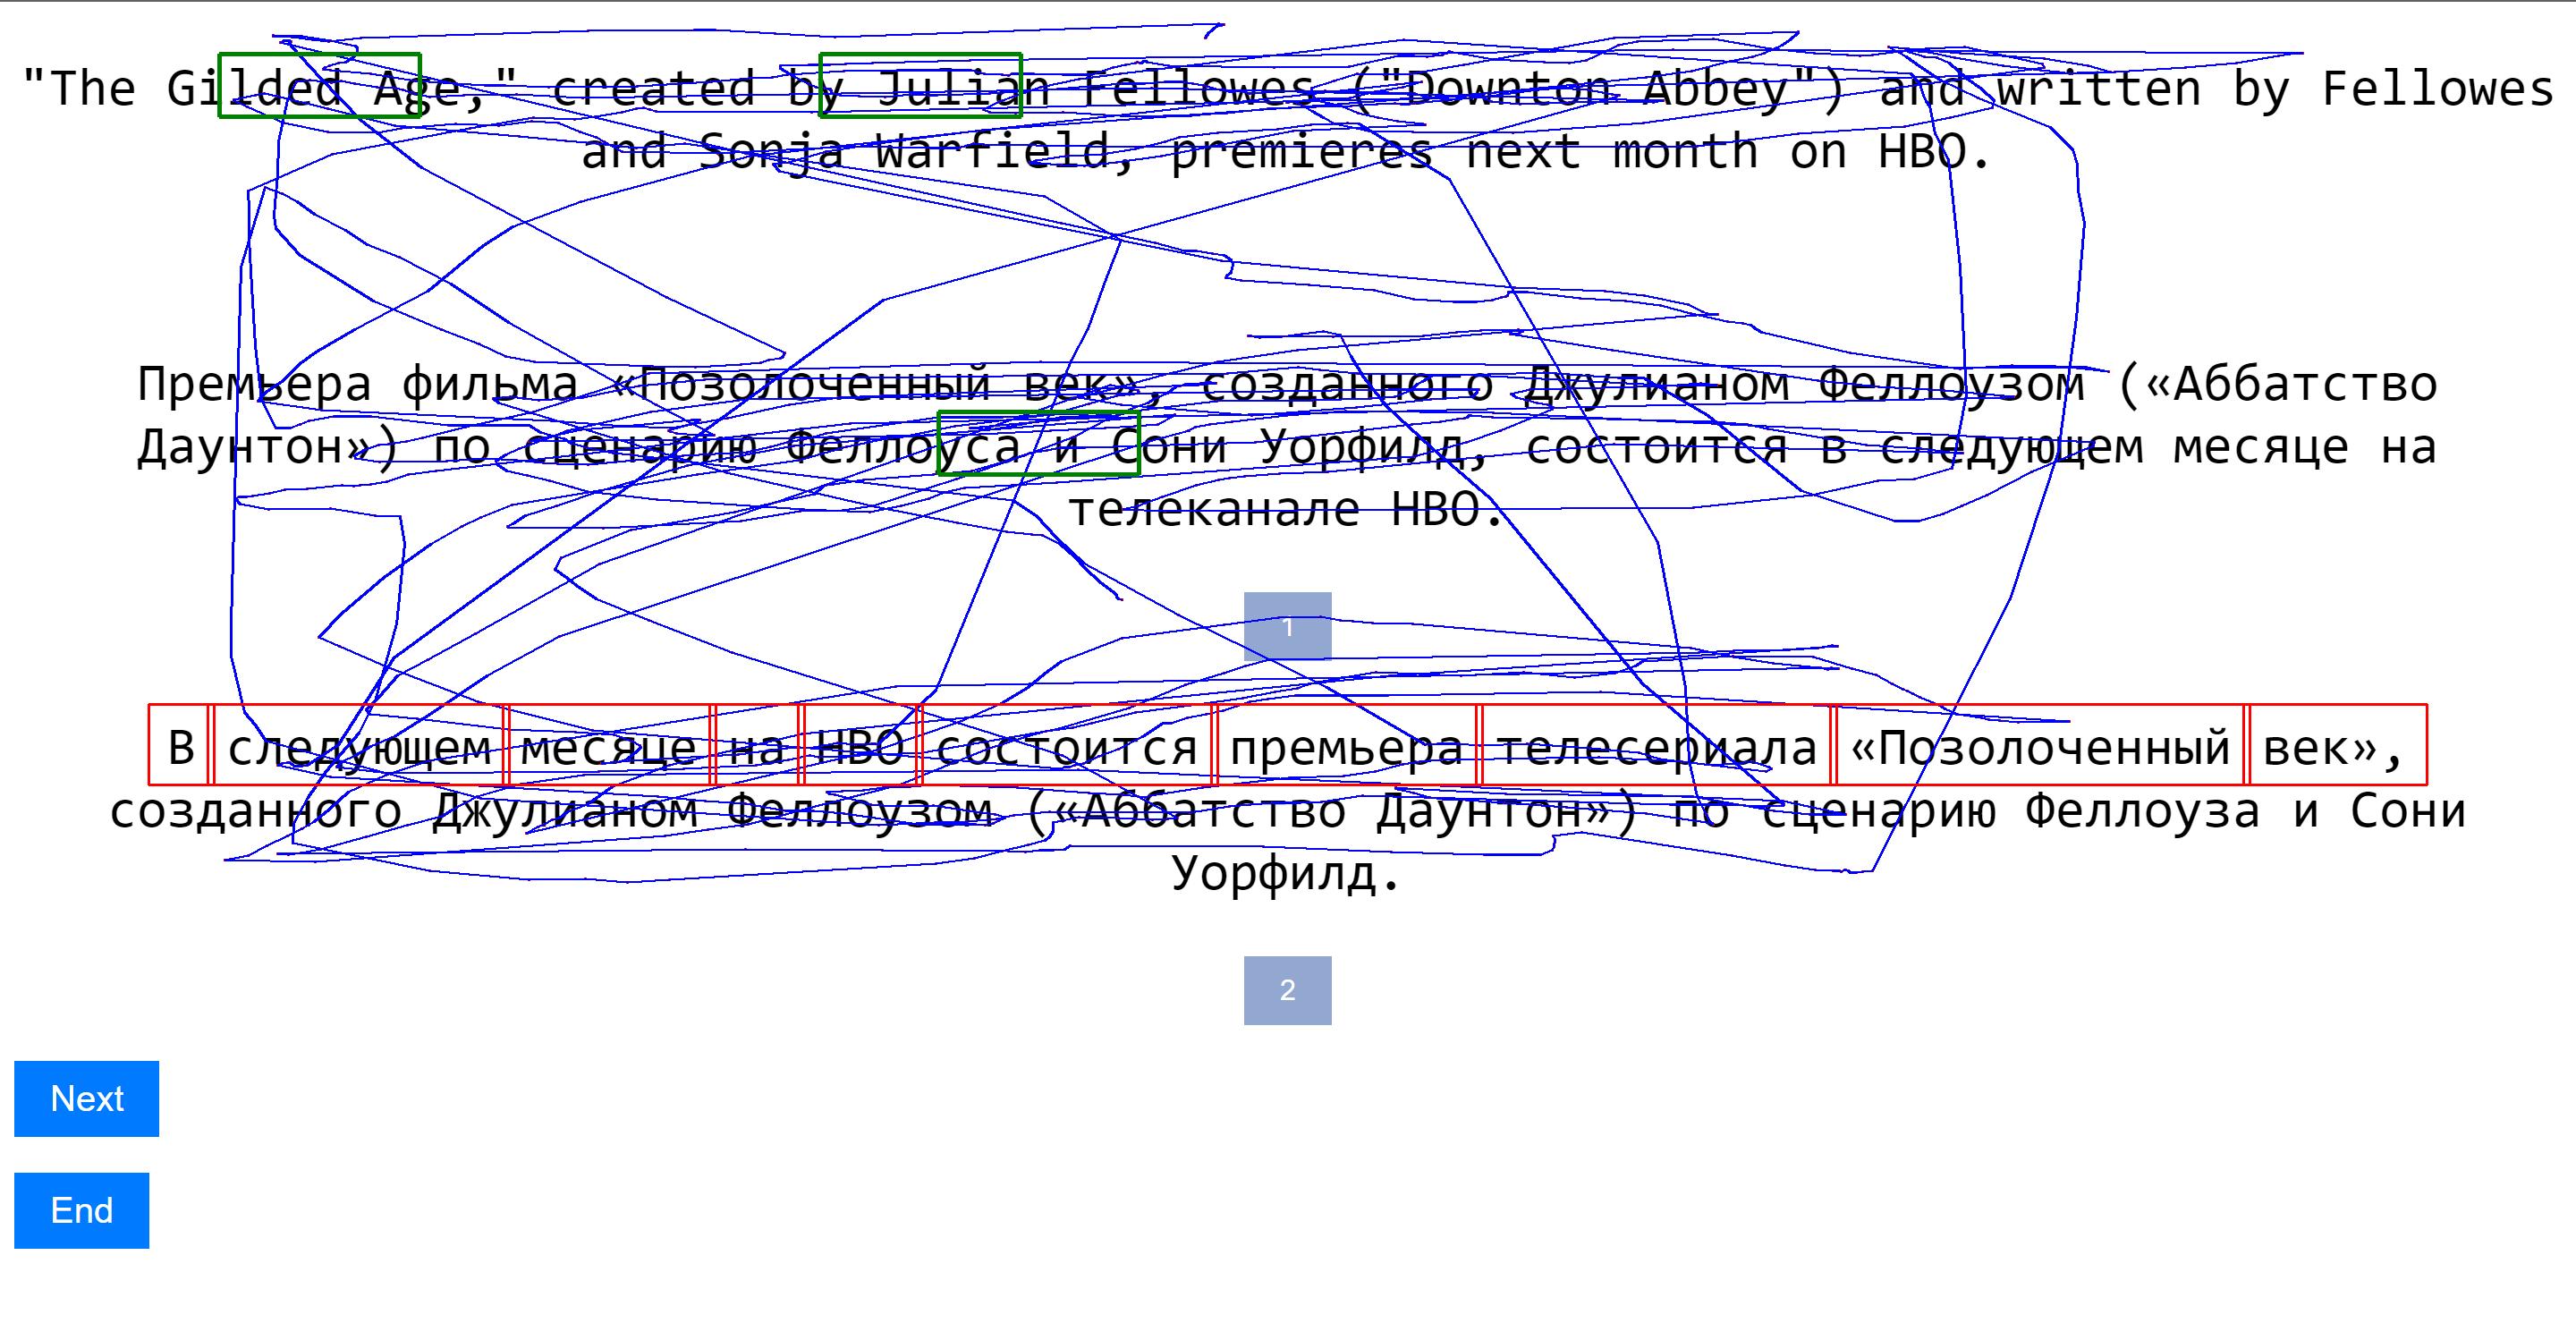 "The Gilded Age," created by Julian Fellowes ("Downton Abbey") and written by Fellowes
and Sonja Warfield, premieres next month on HBO.
Премьера фильма «Позолоченный век», созданного Джулианом Феллоузом («Аббатство
Даунтон») по сценарию Феллоуса и Сони Уорфилд, состоится в следующем месяце на
телеканале HBO.
1
В следующем месяце на HBO состоится премьера телесериала «Позолоченный век»,
созданного Джулианом Феллоузом («Аббатство Даунтон») по сценарию Феллоуза и Сони
Уорфилд.
2
Next
End